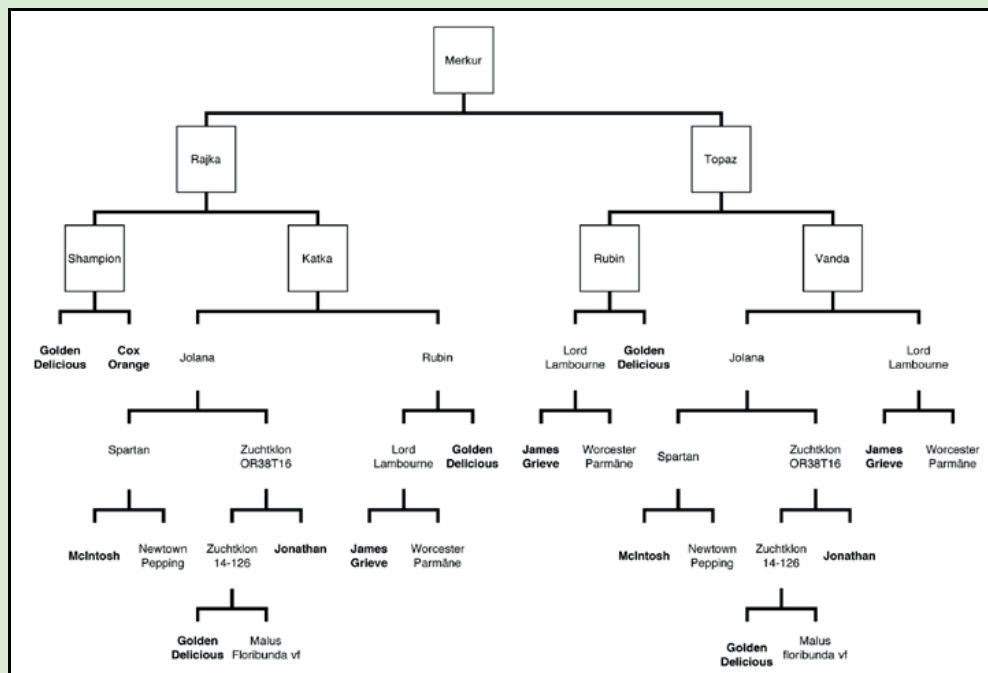 Merkur
Rajka
Topaz
Shampion
Katka
Rubin
Vanda
Golden
Delicious
Cox
Orange
Jolana
Rubin
Lord
Lambourne
Golden
Delicious
Jolana
Lord
Lambourne
Spartan
Zuchtklon
OR38T16
Lord
Lambourne
Golden
Delicious
James
Grieve
Worcester
Parmäne
Spartan
Zuchtklon
OR38T16
James
Grieve
Worcester
Parmäne
McIntosh
Newtown
Pepping
Zuchtklon
14-126
Jonathan
James
Grieve
Worcester
Parmäne
McIntosh
Newtown
Pepping
Zuchtklon
14-126
Jonathan
Golden
Delicious
Malus
Floribunda vf
Golden
Delicious
Malus
floribunda vf